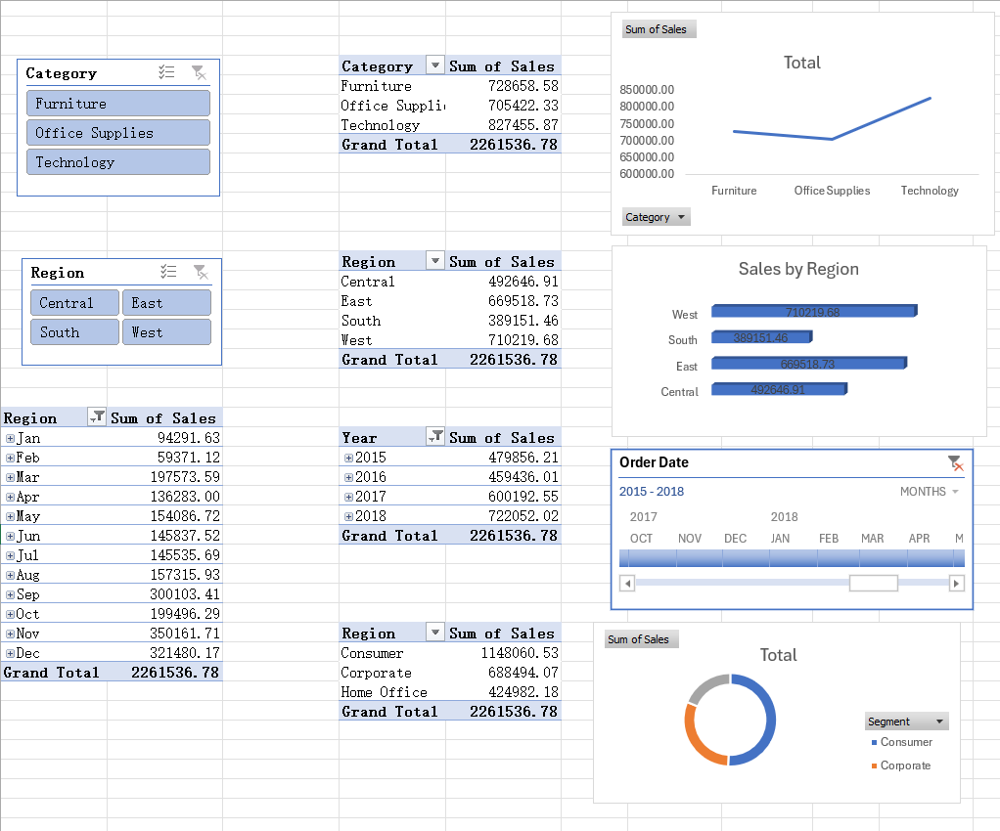 Category
Furniture
Office Supplies
Technology
Category Sum of Sales
Furniture 728658.58
Office Suppli 705422.33
Technology 827455.87
Grand Total 2261536.78
Sum of Sales
Total
850000.00
800000.00
750000.00
700000.00
650000.00
600000.00
Furniture Office Supplies Technology
Category
Region
Central East
South West
Region Sum of Sales
Central 492646.91
East 669518.73
South 389151.46
West 710219.68
Grand Total 2261536.78
Sales by Region
West 710219.68
South 389151.46
East 669518.73
Central 492646.91
Region Sum of Sales
Jan 94291.63
Feb 59371.12
Mar 197573.59
Apr 136283.00
May 154086.72
Jun 145837.52
Jul 145535.69
Aug 157315.93
Sep 300103.41
Oct 199496.29
Nov 350161.71
Dec 321480.17
Grand Total 2261536.78
Year Sum of Sales
2015 479856.21
2016 459436.01
2017 600192.55
2018 722052.02
Grand Total 2261536.78
Order Date
2015 - 2018 MONTHS
2017 2018
OCT NOV DEC JAN FEB MAR APR M
Region Sum of Sales
Consumer 1148060.53
Corporate 688494.07
Home Office 424982.18
Grand Total 2261536.78
Sum of Sales
Total
Segment
Consumer
Corporate